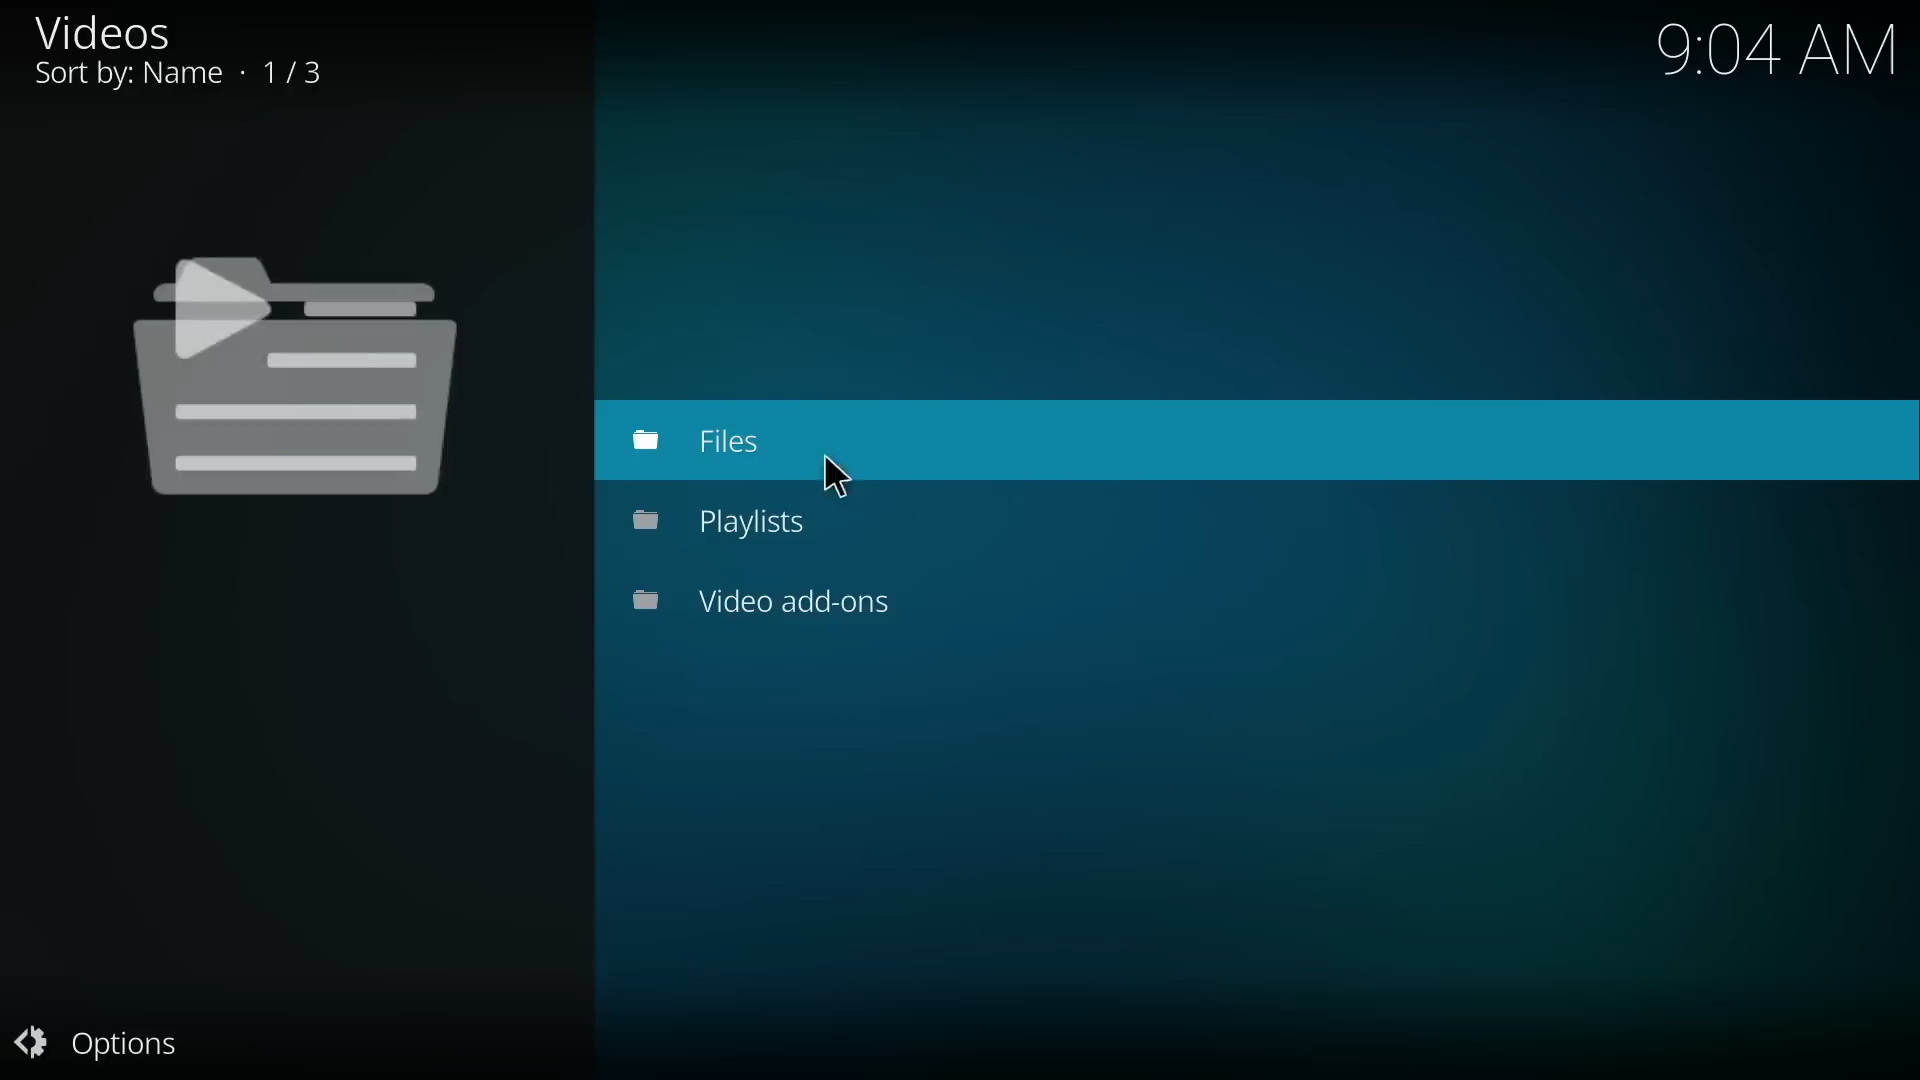 Videos
Sort by: Name · 1 / 3
9:04 AM
Files
Playlists
Video add-ons
Options